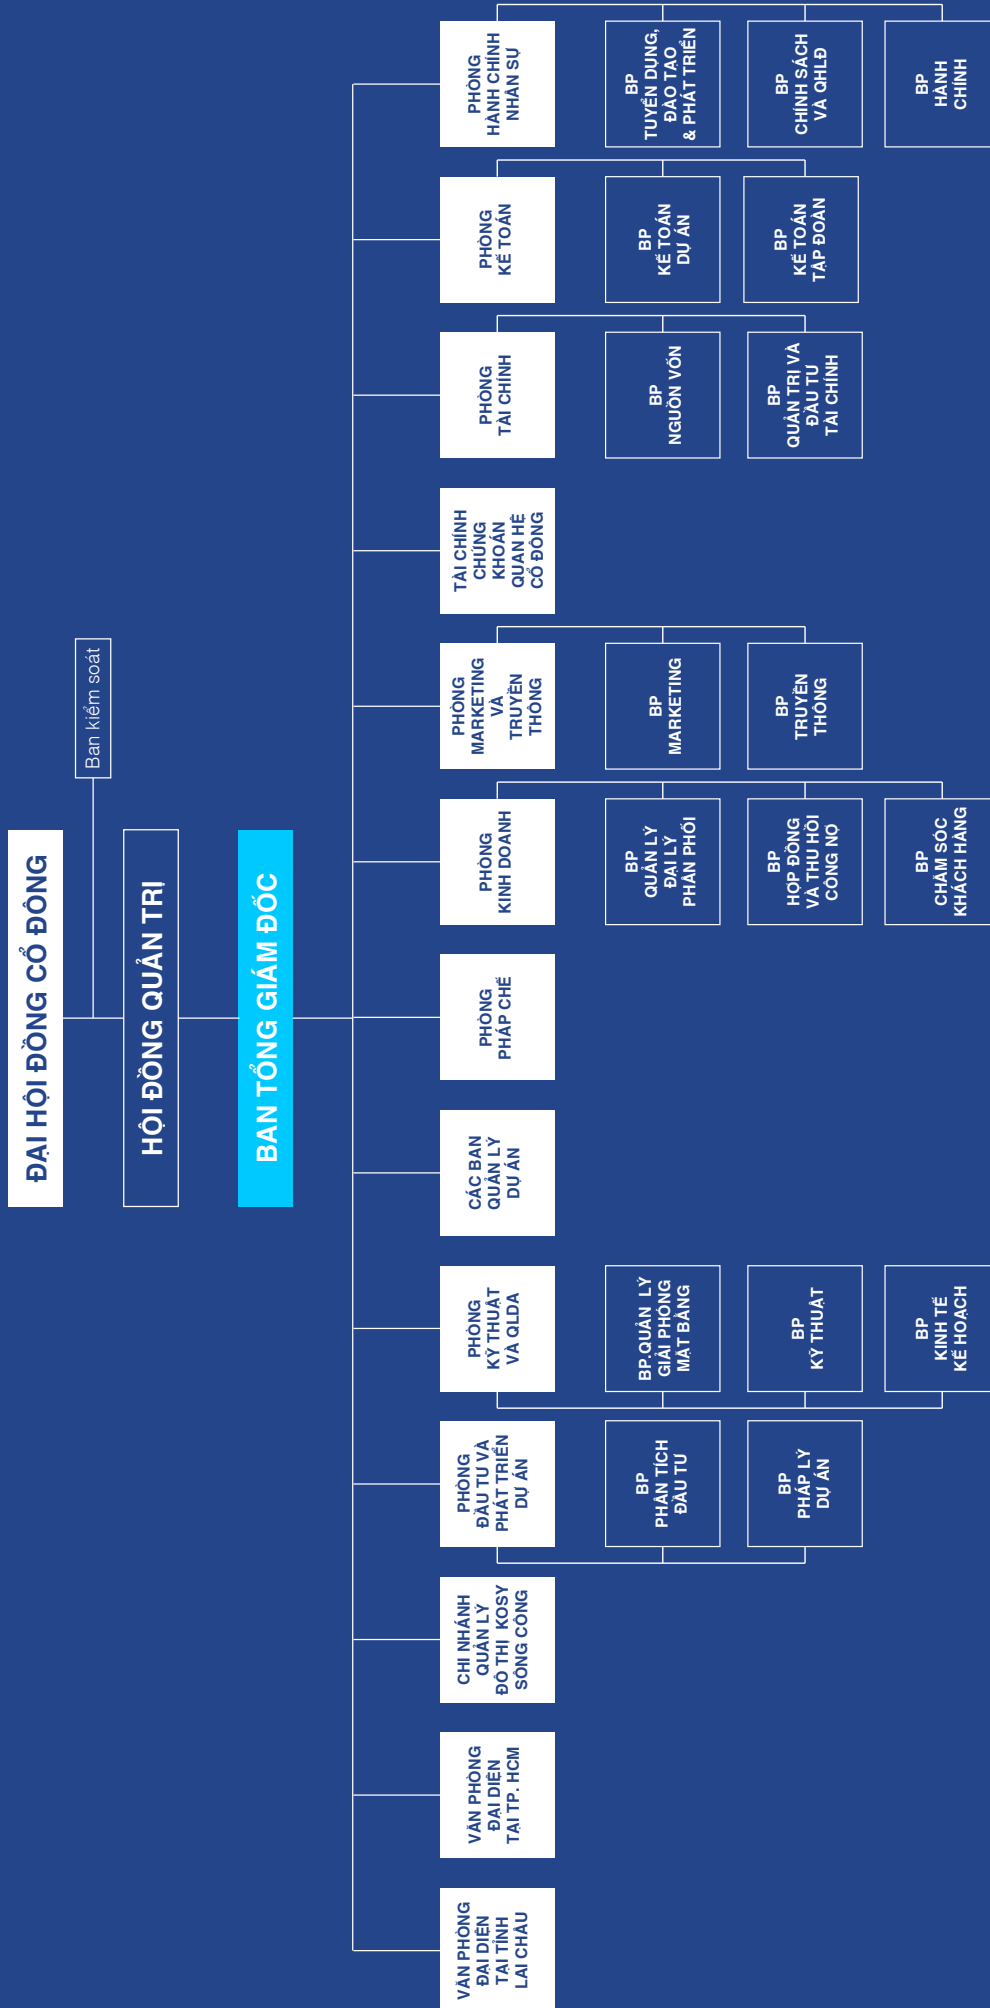 ĐẠI HỘI ĐỒNG CỔ ĐÔNG
Ban kiểm soát
HỘI ĐỒNG QUẢN TRỊ
BAN TỔNG GIÁM ĐỐC
VĂN PHÒNG
ĐẠI DIỆN
TẠI TỈNH
LAI CHÂU
VĂN PHÒNG
ĐẠI DIỆN
TẠI TP. HCM
CHI NHÁNH
QUẢN LÝ
ĐÔ THỊ KOSY
SÔNG CÔNG
PHÒNG
ĐẦU TƯ VÀ
PHÁT TRIỂN
DỰ ÁN
PHÒNG
KỸ THUẬT
VÀ QLDA
CÁC BAN
QUẢN LÝ
DỰ ÁN
PHÒNG
PHÁP CHẾ
PHÒNG
KINH DOANH
PHÒNG
MARKETING
VÀ
TRUYỀN
THÔNG
TÀI CHÍNH
CHỨNG
KHOÁN
QUAN HỆ
CỔ ĐÔNG
PHÒNG
TÀI CHÍNH
PHÒNG
KẾ TOÁN
PHÒNG
HÀNH CHÍNH
NHÂN SỰ
BP
PHÂN TÍCH
ĐẦU TƯ
BP.QUẢN LÝ
GIẢI PHÓNG
MẶT BẰNG
BP
QUẢN LÝ
ĐẠI LÝ
PHÂN PHỐI
BP
MARKETING
BP
NGUỒN VỐN
BP
KẾ TOÁN
DỰ ÁN
BP
TUYỂN DỤNG,
ĐÀO TẠO
& PHÁT TRIỂN
BP
PHÁP LÝ
DỰ ÁN
BP
KỸ THUẬT
BP
HỢP ĐỒNG
VÀ THU HỒI
CÔNG NỢ
BP
TRUYỀN
THÔNG
BP
QUẢN TRỊ VÀ
ĐẦU TƯ
TÀI CHÍNH
BP
KẾ TOÁN
TẬP ĐOÀN
BP
CHÍNH SÁCH
VÀ QHLĐ
BP
KINH TẾ
KẾ HOẠCH
BP
CHĂM SÓC
KHÁCH HÀNG
BP
HÀNH
CHÍNH